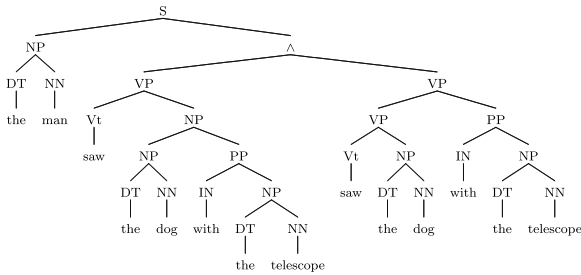 S
NP ∧
DT NN VP VP
the man Vt NP VP PP
saw NP PP Vt NP IN NP
DT NN IN NP saw DT NN with DT NN
the dog with DT NN the dog the telescope
the telescope